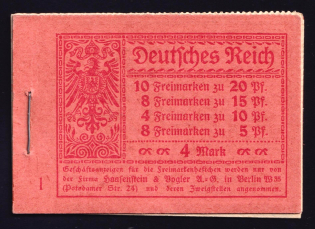 Deutsches Reich
10 Freimarken zu 20 Pf.
8 Freimarken zu 15 Pf.
4 Freimarken zu 10 Pf.
8 Freimarken zu 5 Pf.
4 Mark
Geschäftsanzeigen für die Freimarkenheftchen werden nur von
der Firma Haasenstein & Vogler A.-G. in Berlin W 35
(Potsdamer Str. 24) und deren Zweigstellen angenommen.
1